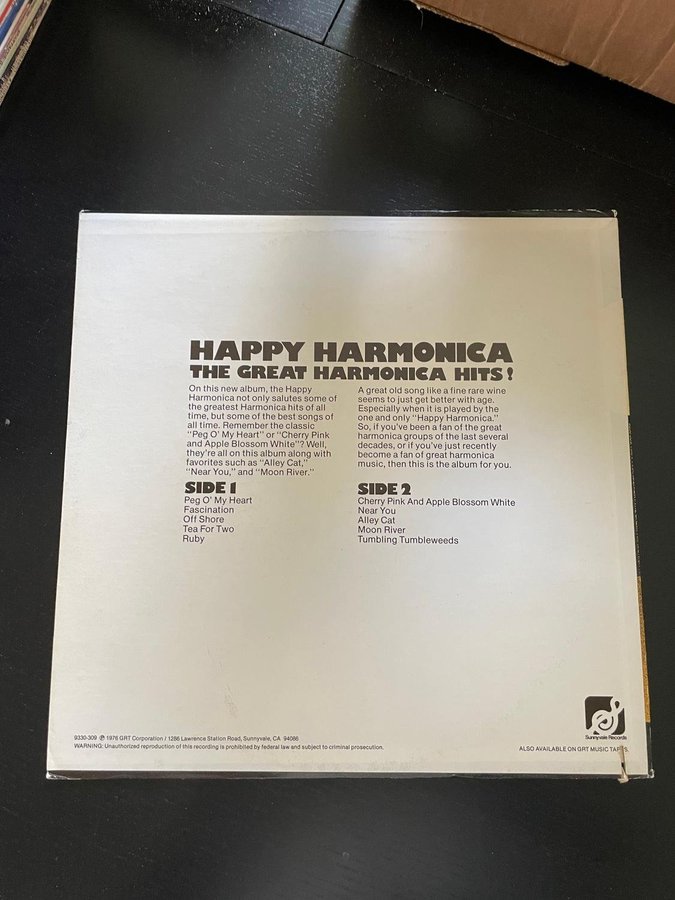 HAPPY HARMONICA
THE GREAT HARMONICA HITS!
On this new album, the Happy
Harmonica not only salutes some of
the greatest Harmonica hits of all
time, but some of the best songs of
all time. Remember the classic
"Peg O' My Heart" or "Cherry Pink
and Apple Blossom White"? Well,
they're all on this album along with
favorites such as "Alley Cat,"
"Near You," and "Moon River."
A great old song like a fine rare wine
seems to just get better with age.
Especially when it is played by the
one and only "Happy Harmonica."
So, if you've been a fan of the great
harmonica groups of the last several
decades, or if you've just recently
become a fan of great harmonica
music, then this is the album for you.
SIDE 1
Peg O' My Heart
Fascination
Off Shore
Tea For Two
Ruby
SIDE 2
Cherry Pink And Apple Blossom White
Near You
Alley Cat
Moon River
Tumbling Tumbleweeds
Sunnyvale Records
9330-309 ℗ 1976 GRT Corporation / 1286 Lawrence Station Road, Sunnyvale, CA 94086
WARNING: Unauthorized reproduction of this recording is prohibited by federal law and subject to criminal prosecution.
ALSO AVAILABLE ON GRT MUSIC TAPES.